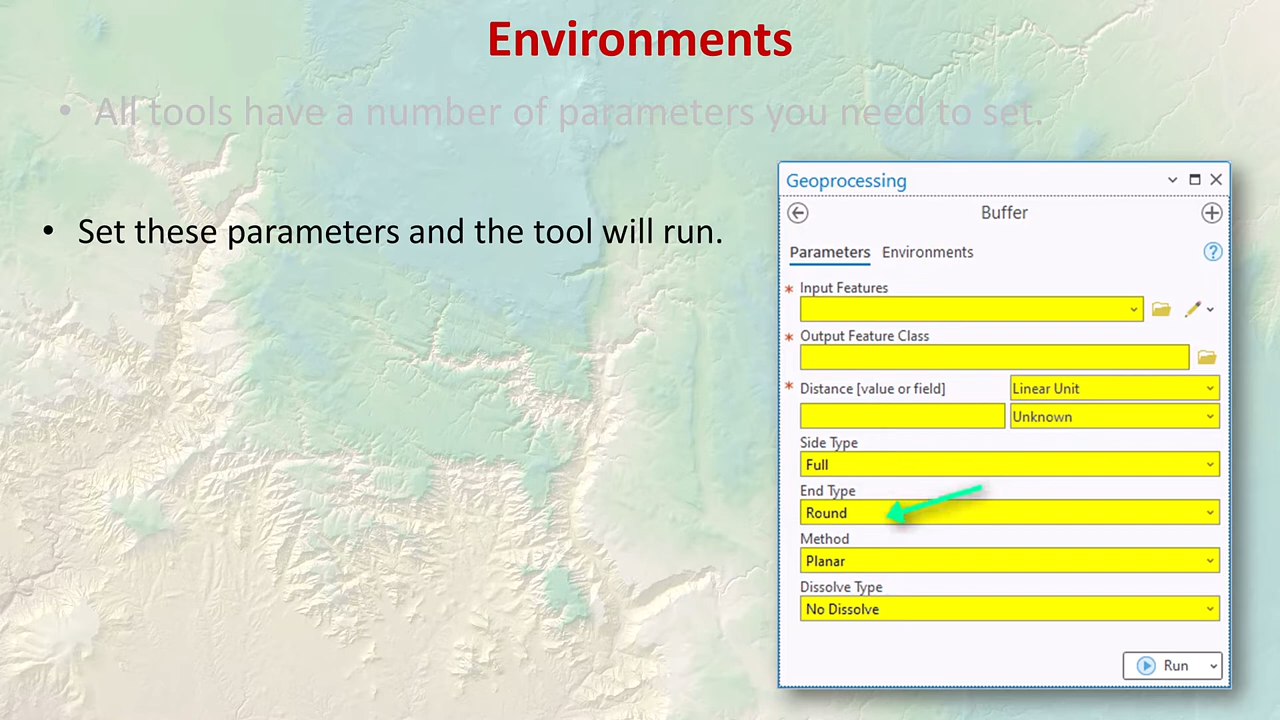 Environments
• All tools have a number of parameters you need to set.
• Set these parameters and the tool will run.
Geoprocessing
Buffer
Parameters Environments
* Input Features
* Output Feature Class
* Distance [value or field] Linear Unit
Unknown
Side Type
Full
End Type
Round
Method
Planar
Dissolve Type
No Dissolve
Run